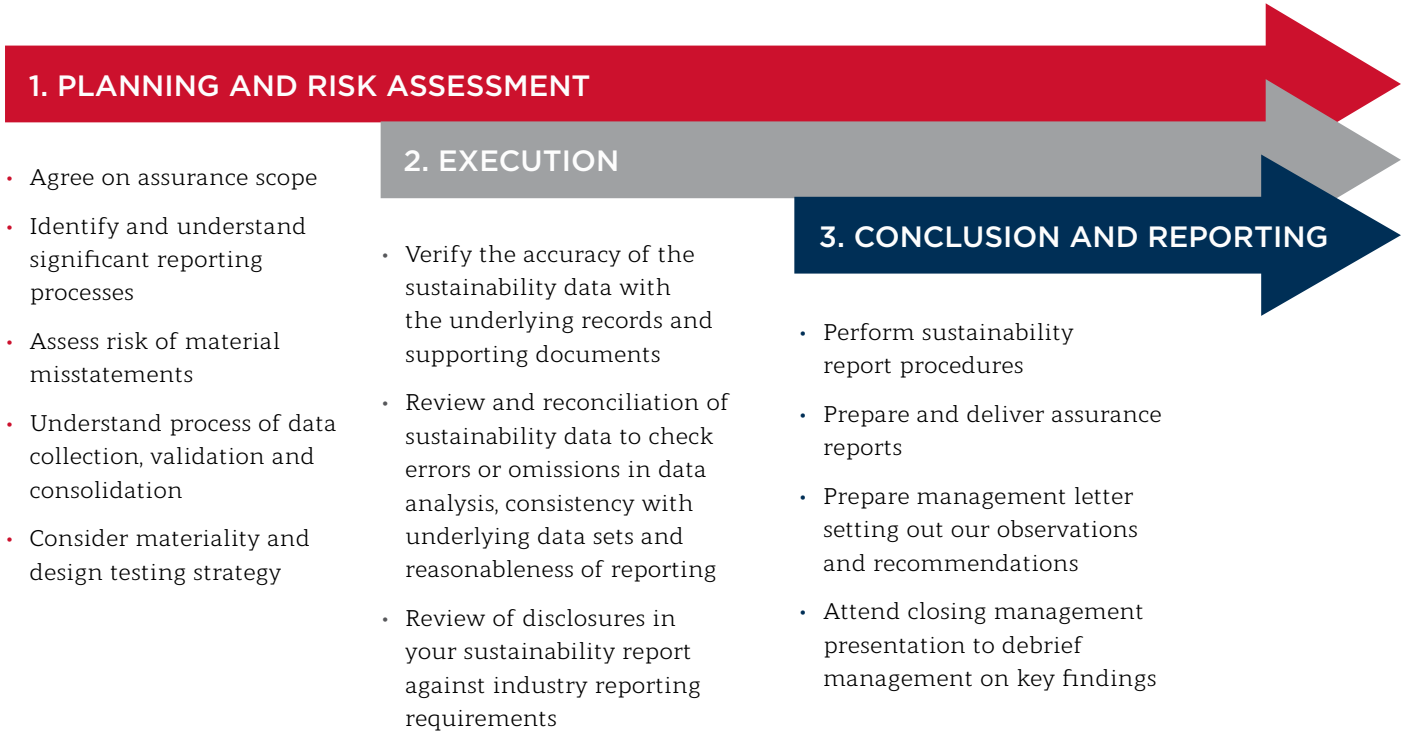 1. PLANNING AND RISK ASSESSMENT
• Agree on assurance scope
• Identify and understand
significant reporting
processes
• Assess risk of material
misstatements
• Understand process of data
collection, validation and
consolidation
• Consider materiality and
design testing strategy
2. EXECUTION
• Verify the accuracy of the
sustainability data with
the underlying records and
supporting documents
• Review and reconciliation of
sustainability data to check
errors or omissions in data
analysis, consistency with
underlying data sets and
reasonableness of reporting
• Review of disclosures in
your sustainability report
against industry reporting
requirements
3. CONCLUSION AND REPORTING
• Perform sustainability
report procedures
• Prepare and deliver assurance
reports
• Prepare management letter
setting out our observations
and recommendations
• Attend closing management
presentation to debrief
management on key findings